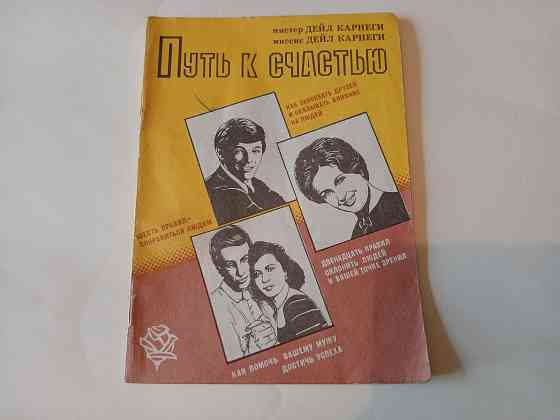 мистер ДЕЙЛ КАРНЕГИ
миссис ДЕЙЛ КАРНЕГИ
ПУТЬ К СЧАСТЬЮ
КАК ЗАВОЕВАТЬ ДРУЗЕЙ
И ОКАЗЫВАТЬ ВЛИЯНИЕ
НА ЛЮДЕЙ
ШЕСТЬ ПРАВИЛ-
ПОНРАВИТЬСЯ ЛЮДЯМ
ДВЕНАДЦАТЬ ПРАВИЛ
СКЛОНИТЬ ЛЮДЕЙ
К ВАШЕЙ ТОЧКЕ ЗРЕНИЯ
КАК ПОМОЧЬ ВАШЕМУ МУЖУ
ДОСТИЧЬ УСПЕХА